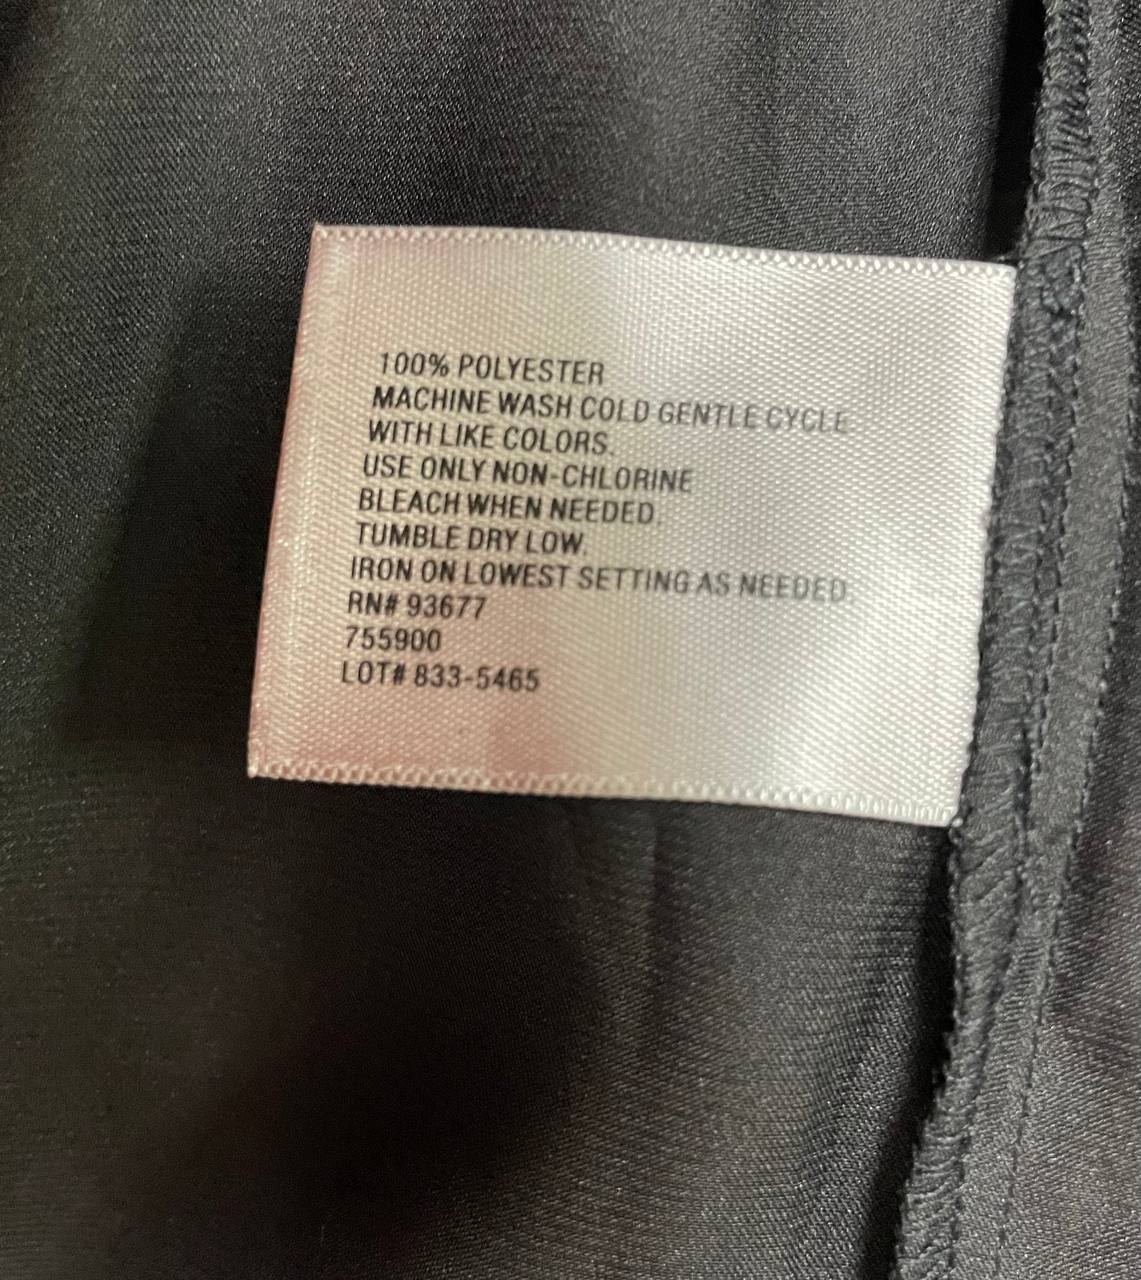 100% POLYESTER
MACHINE WASH COLD GENTLE CYCLE
WITH LIKE COLORS.
USE ONLY NON-CHLORINE
BLEACH WHEN NEEDED.
TUMBLE DRY LOW.
IRON ON LOWEST SETTING AS NEEDED.
RN# 93677
755900
LOT# 833-5465